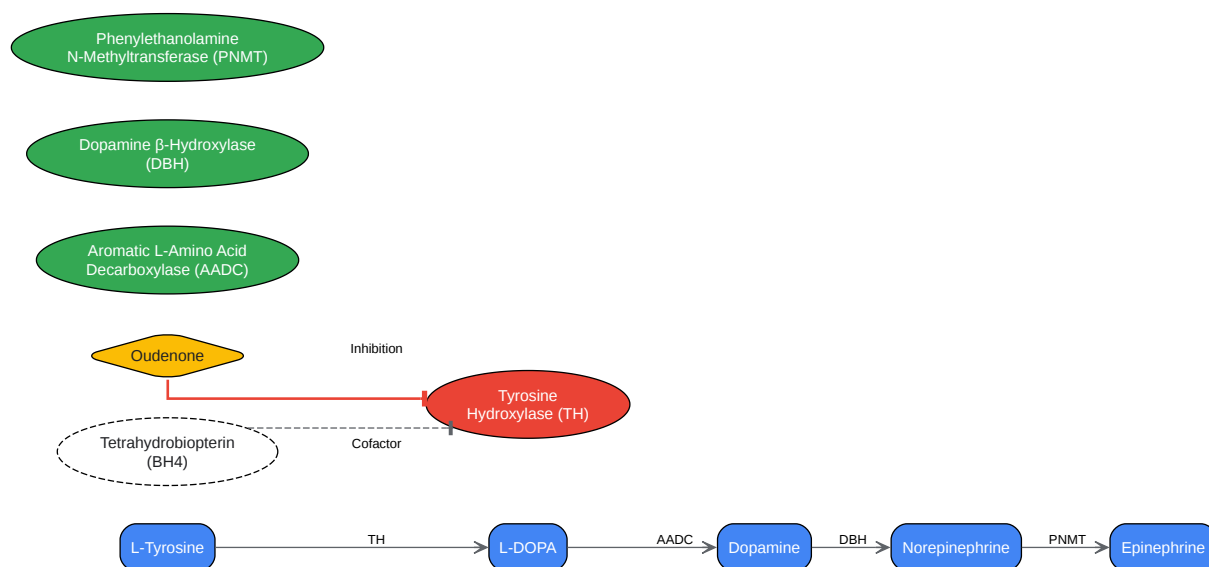 Phenylethanolamine
N-Methyltransferase (PNMT)
Dopamine β-Hydroxylase
(DBH)
Aromatic L-Amino Acid
Decarboxylase (AADC)
Oudenone
Inhibition
Tyrosine
Hydroxylase (TH)
Tetrahydrobiopterin
(BH4)
Cofactor
L-Tyrosine
TH
L-DOPA
AADC
Dopamine
DBH
Norepinephrine
PNMT
Epinephrine